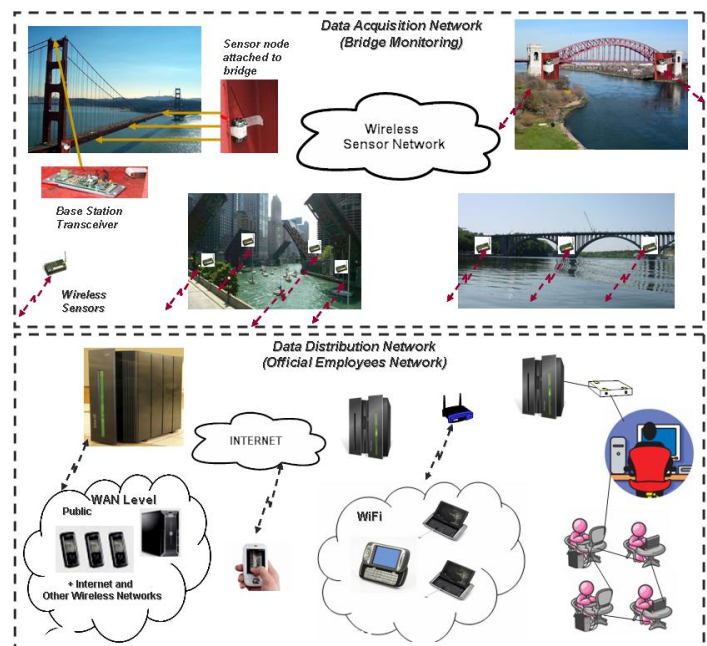 Data Acquisition Network
(Bridge Monitoring)
Sensor node
attached to
bridge
Wireless
Sensor Network
Base Station
Transceiver
Wireless
Sensors
Data Distribution Network
(Official Employees Network)
INTERNET
WAN Level
Public
+ Internet and
Other Wireless Networks
WiFi